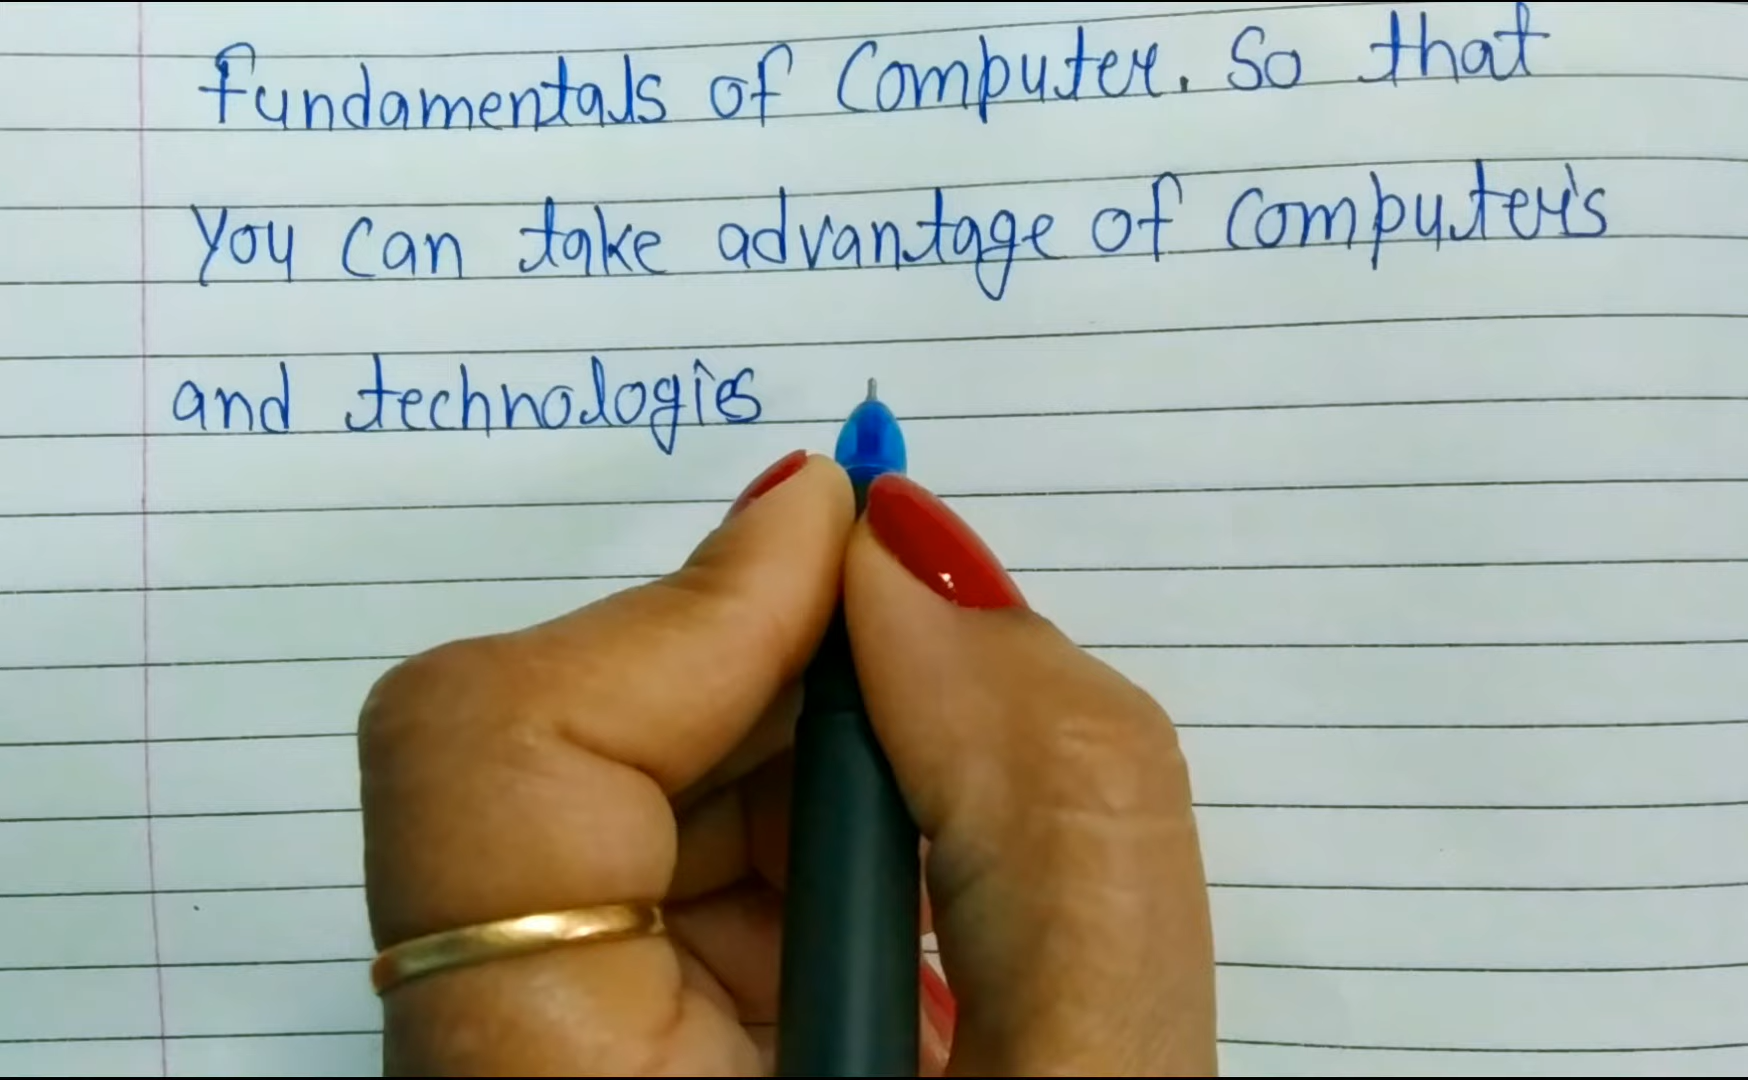 fundamentals of Computer. So that
you can take advantage of computer's
and technologies